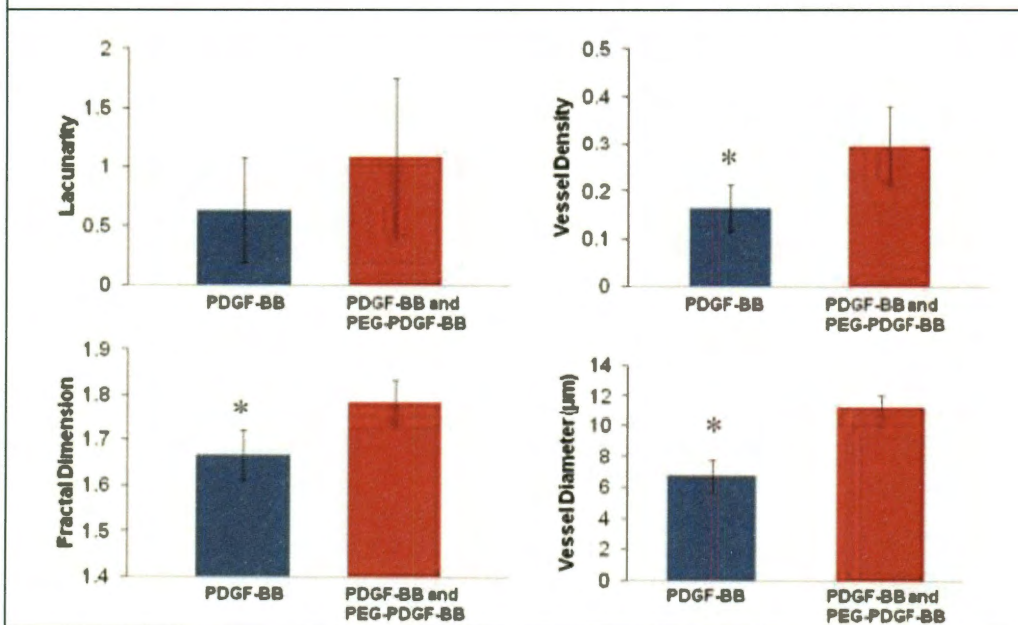 Lacunarity
2
1.5
1
0.5
0
PDGF-BB
PDGF-BB and
PEG-PDGF-BB
Vessel Density
0.5
0.4
0.3
0.2
0.1
0
*
PDGF-BB
PDGF-BB and
PEG-PDGF-BB
Fractal Dimension
1.9
1.8
1.7
1.6
1.5
1.4
*
PDGF-BB
PDGF-BB and
PEG-PDGF-BB
Vessel Diameter (µm)
14
12
10
8
6
4
2
0
*
PDGF-BB
PDGF-BB and
PEG-PDGF-BB